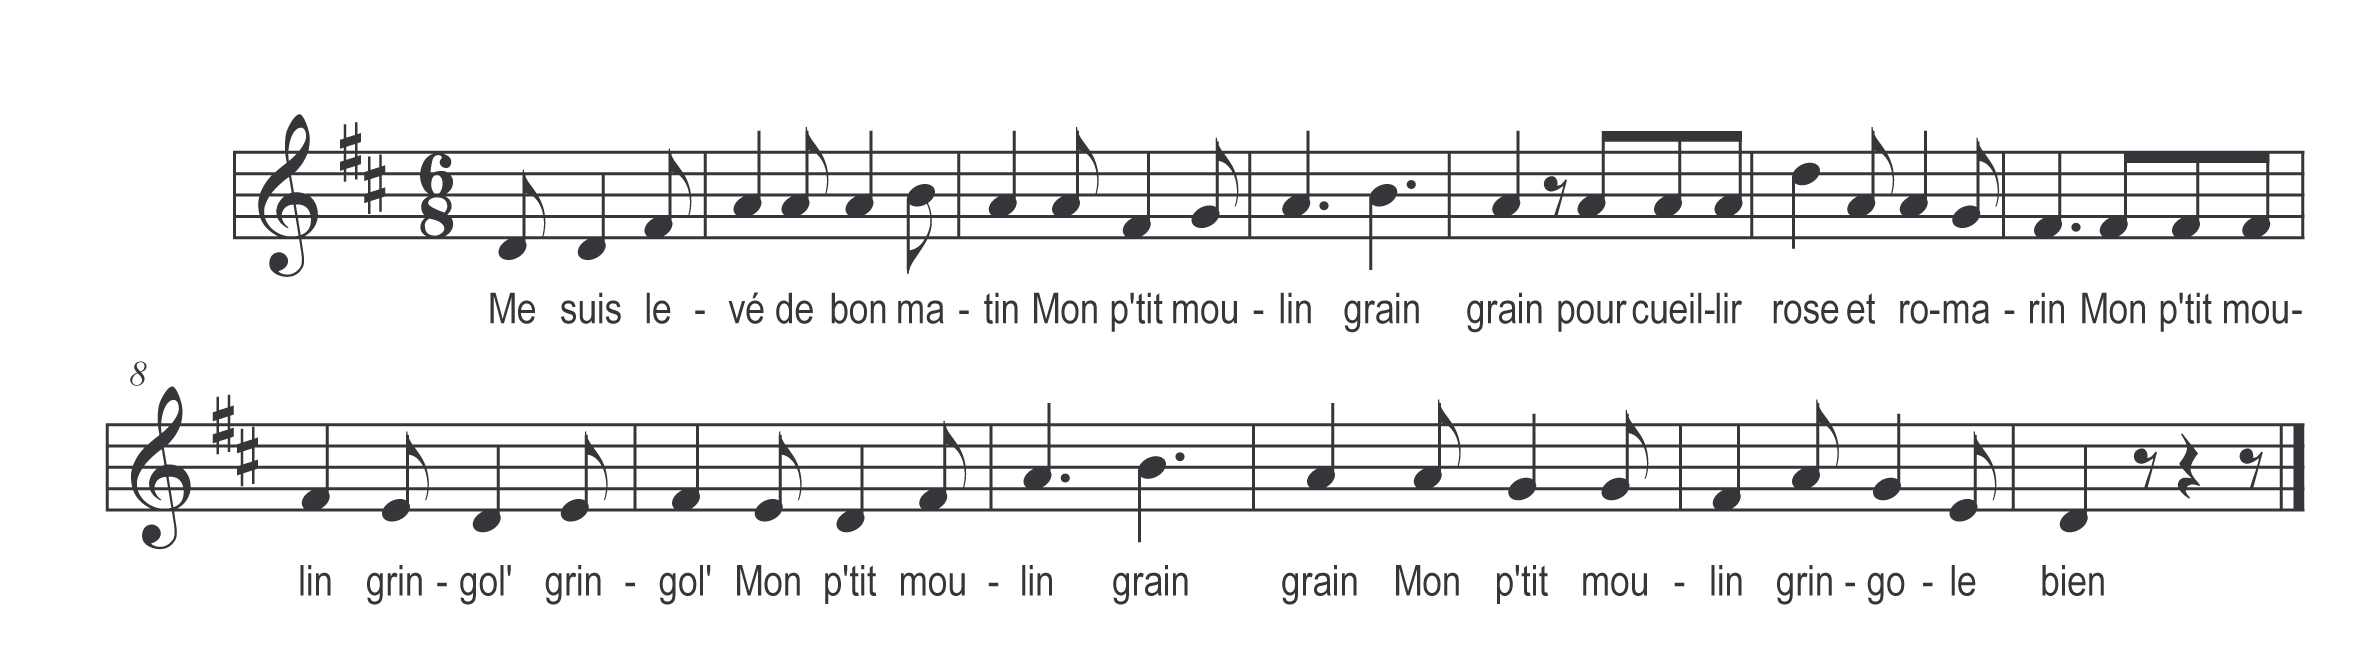 Me suis le - vé de bon ma - tin Mon p'tit mou - lin grain grain pour cueil-lir rose et ro-ma - rin Mon p'tit mou-
8
lin grin - gol' grin - gol' Mon p'tit mou - lin grain grain Mon p'tit mou - lin grin - go - le bien